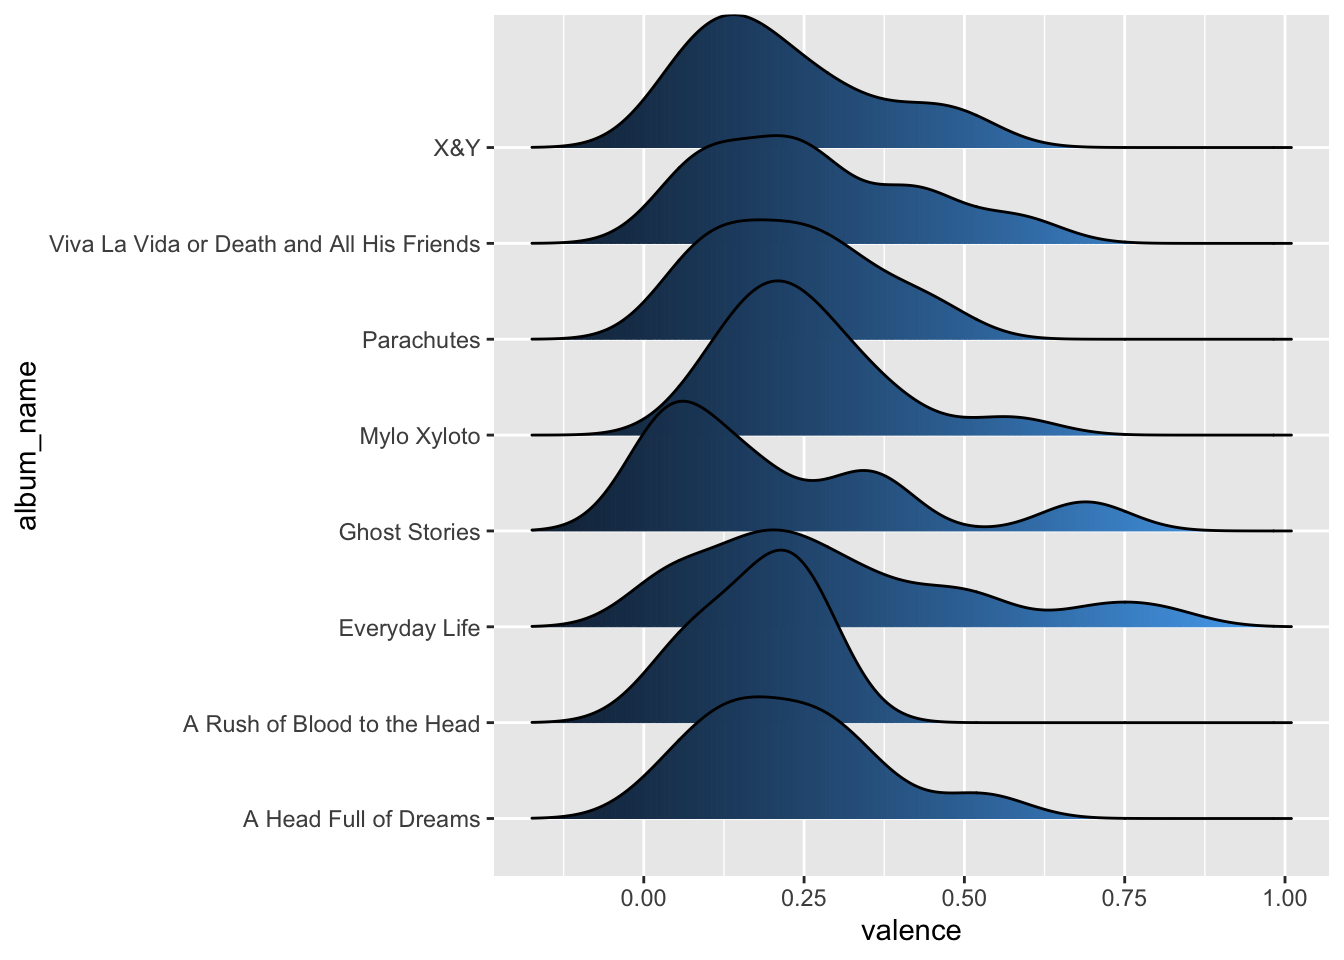 X&Y
Viva La Vida or Death and All His Friends
Parachutes
Mylo Xyloto
Ghost Stories
Everyday Life
A Rush of Blood to the Head
A Head Full of Dreams
album_name
0.00 0.25 0.50 0.75 1.00
valence